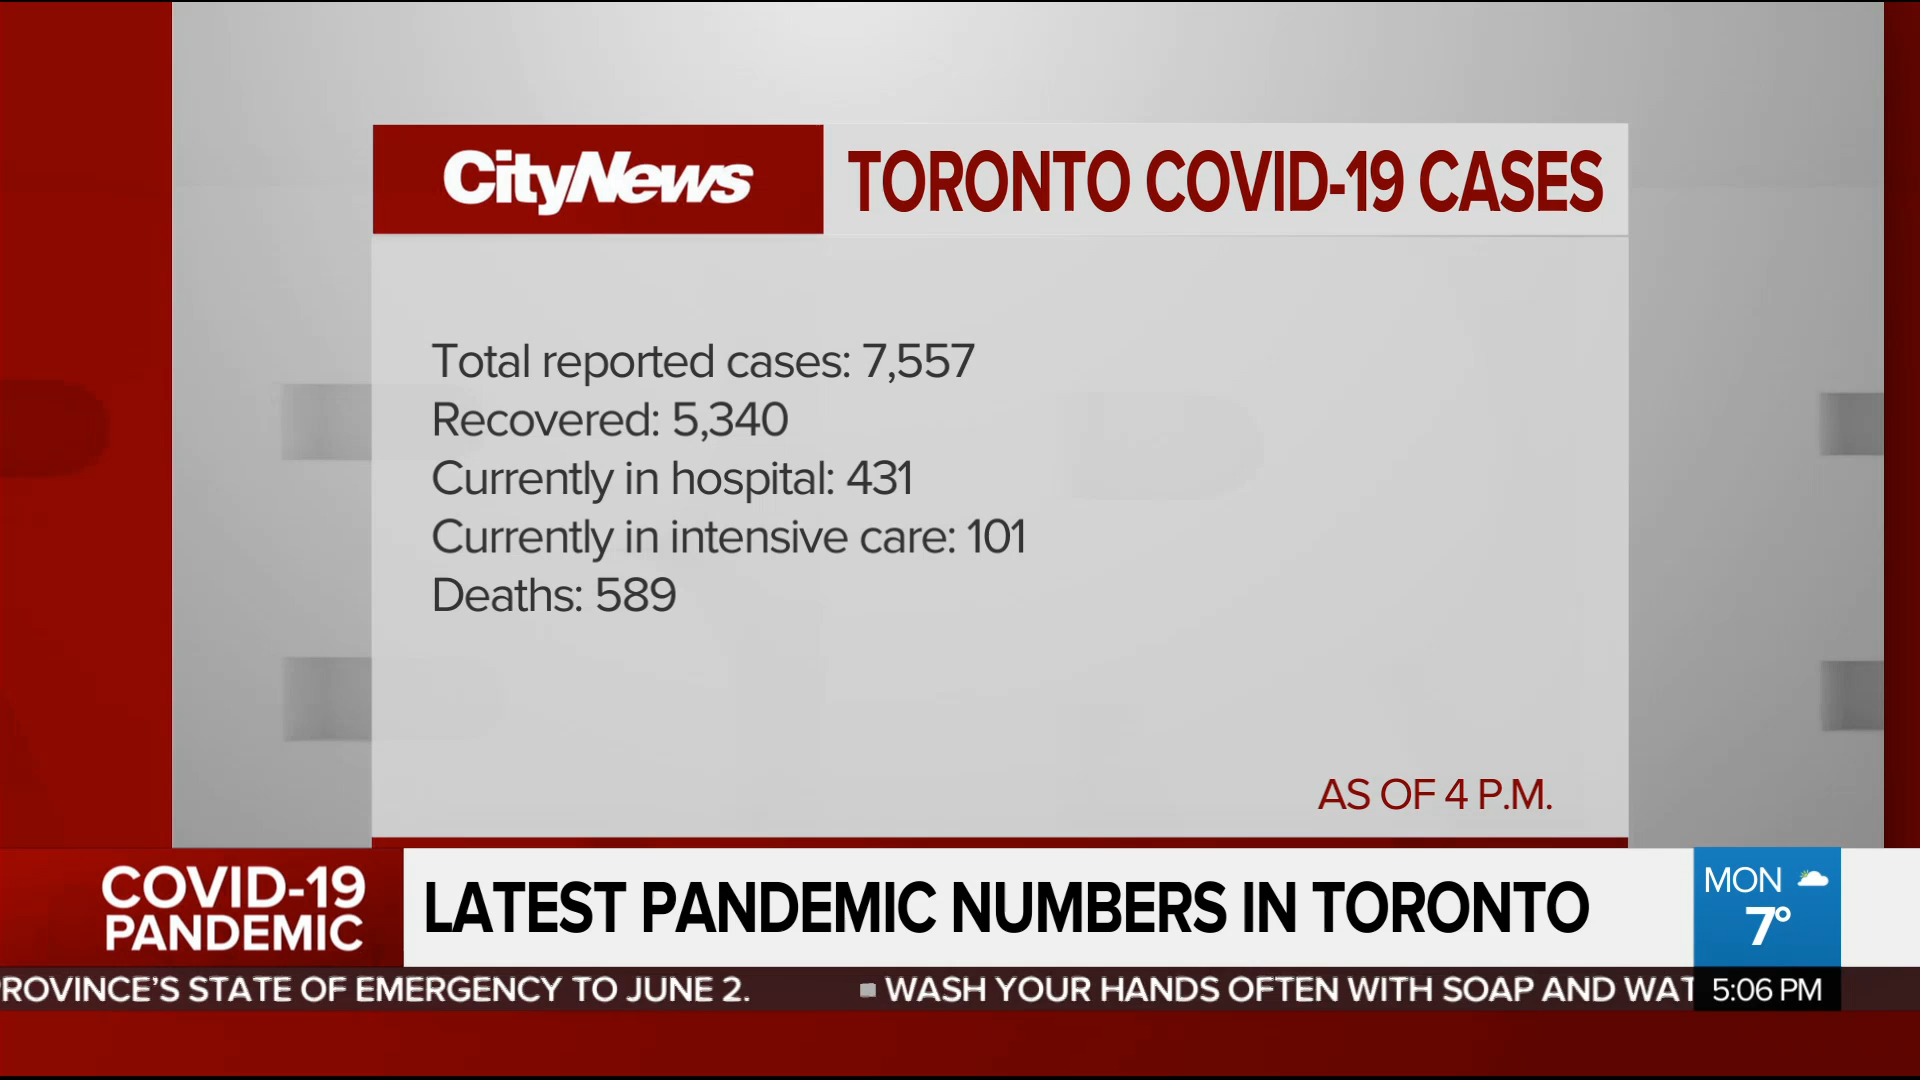 CityNews
TORONTO COVID-19 CASES
Total reported cases: 7,557
Recovered: 5,340
Currently in hospital: 431
Currently in intensive care: 101
Deaths: 589
AS OF 4 P.M.
COVID-19
PANDEMIC
LATEST PANDEMIC NUMBERS IN TORONTO
MON
7°
ROVINCE'S STATE OF EMERGENCY TO JUNE 2.
WASH YOUR HANDS OFTEN WITH SOAP AND WAT
5:06 PM